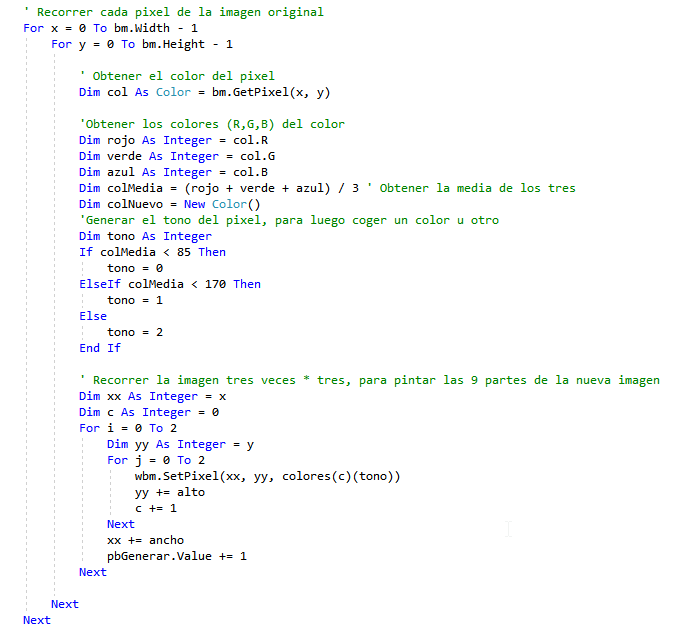 ' Recorrer cada pixel de la imagen original
For x = 0 To bm.Width - 1
For y = 0 To bm.Height - 1
' Obtener el color del pixel
Dim col As Color = bm.GetPixel(x, y)
'Obtener los colores (R,G,B) del color
Dim rojo As Integer = col.R
Dim verde As Integer = col.G
Dim azul As Integer = col.B
Dim colMedia = (rojo + verde + azul) / 3 ' Obtener la media de los tres
Dim colNuevo = New Color()
'Generar el tono del pixel, para luego coger un color u otro
Dim tono As Integer
If colMedia < 85 Then
tono = 0
ElseIf colMedia < 170 Then
tono = 1
Else
tono = 2
End If
' Recorrer la imagen tres veces * tres, para pintar las 9 partes de la nueva imagen
Dim xx As Integer = x
Dim c As Integer = 0
For i = 0 To 2
Dim yy As Integer = y
For j = 0 To 2
wbm.SetPixel(xx, yy, colores(c)(tono))
yy += alto
c += 1
Next
xx += ancho
pbGenerar.Value += 1
Next
Next
Next